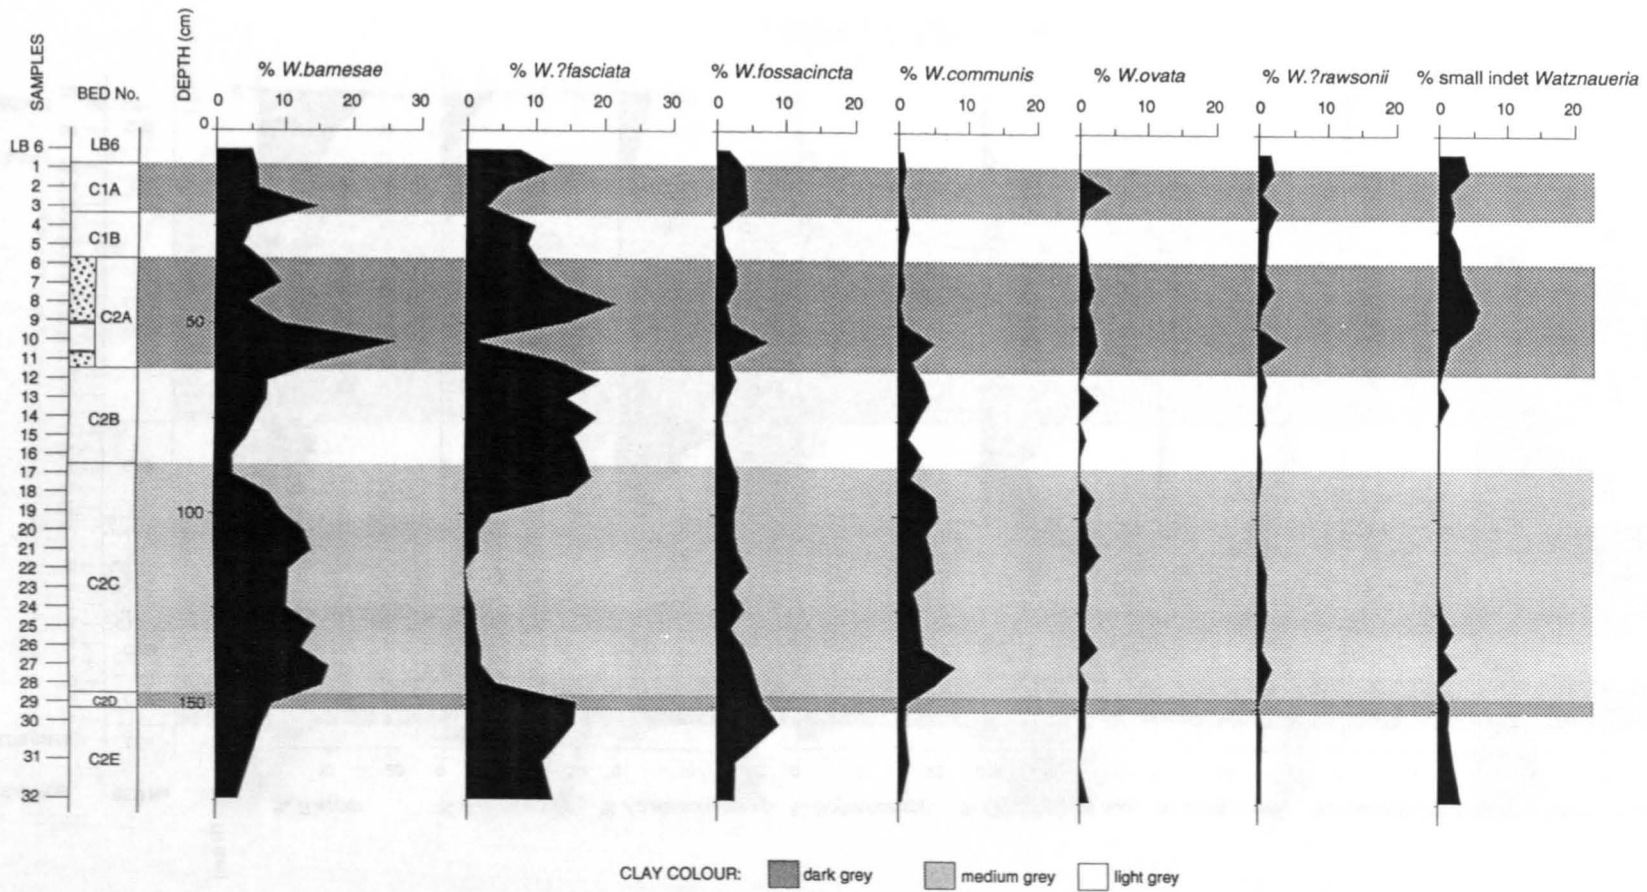 SAMPLES
BED No.
DEPTH (cm)
% W.barnesae
% W.?fasciata
% W.fossacincta
% W.communis
% W.ovata
% W.?rawsonii
% small indet Watznaueria
0 10 20 30
0 10 20 30
0 10 20
0 10 20
0 10 20
0 10 20
0 10 20
0
50
100
150
LB 6
1
2
3
4
5
6
7
8
9
10
11
12
13
14
15
16
17
18
19
20
21
22
23
24
25
26
27
28
29
30
31
32
LB6
C1A
C1B
C2A
C2B
C2C
C2D
C2E
CLAY COLOUR: dark grey medium grey light grey